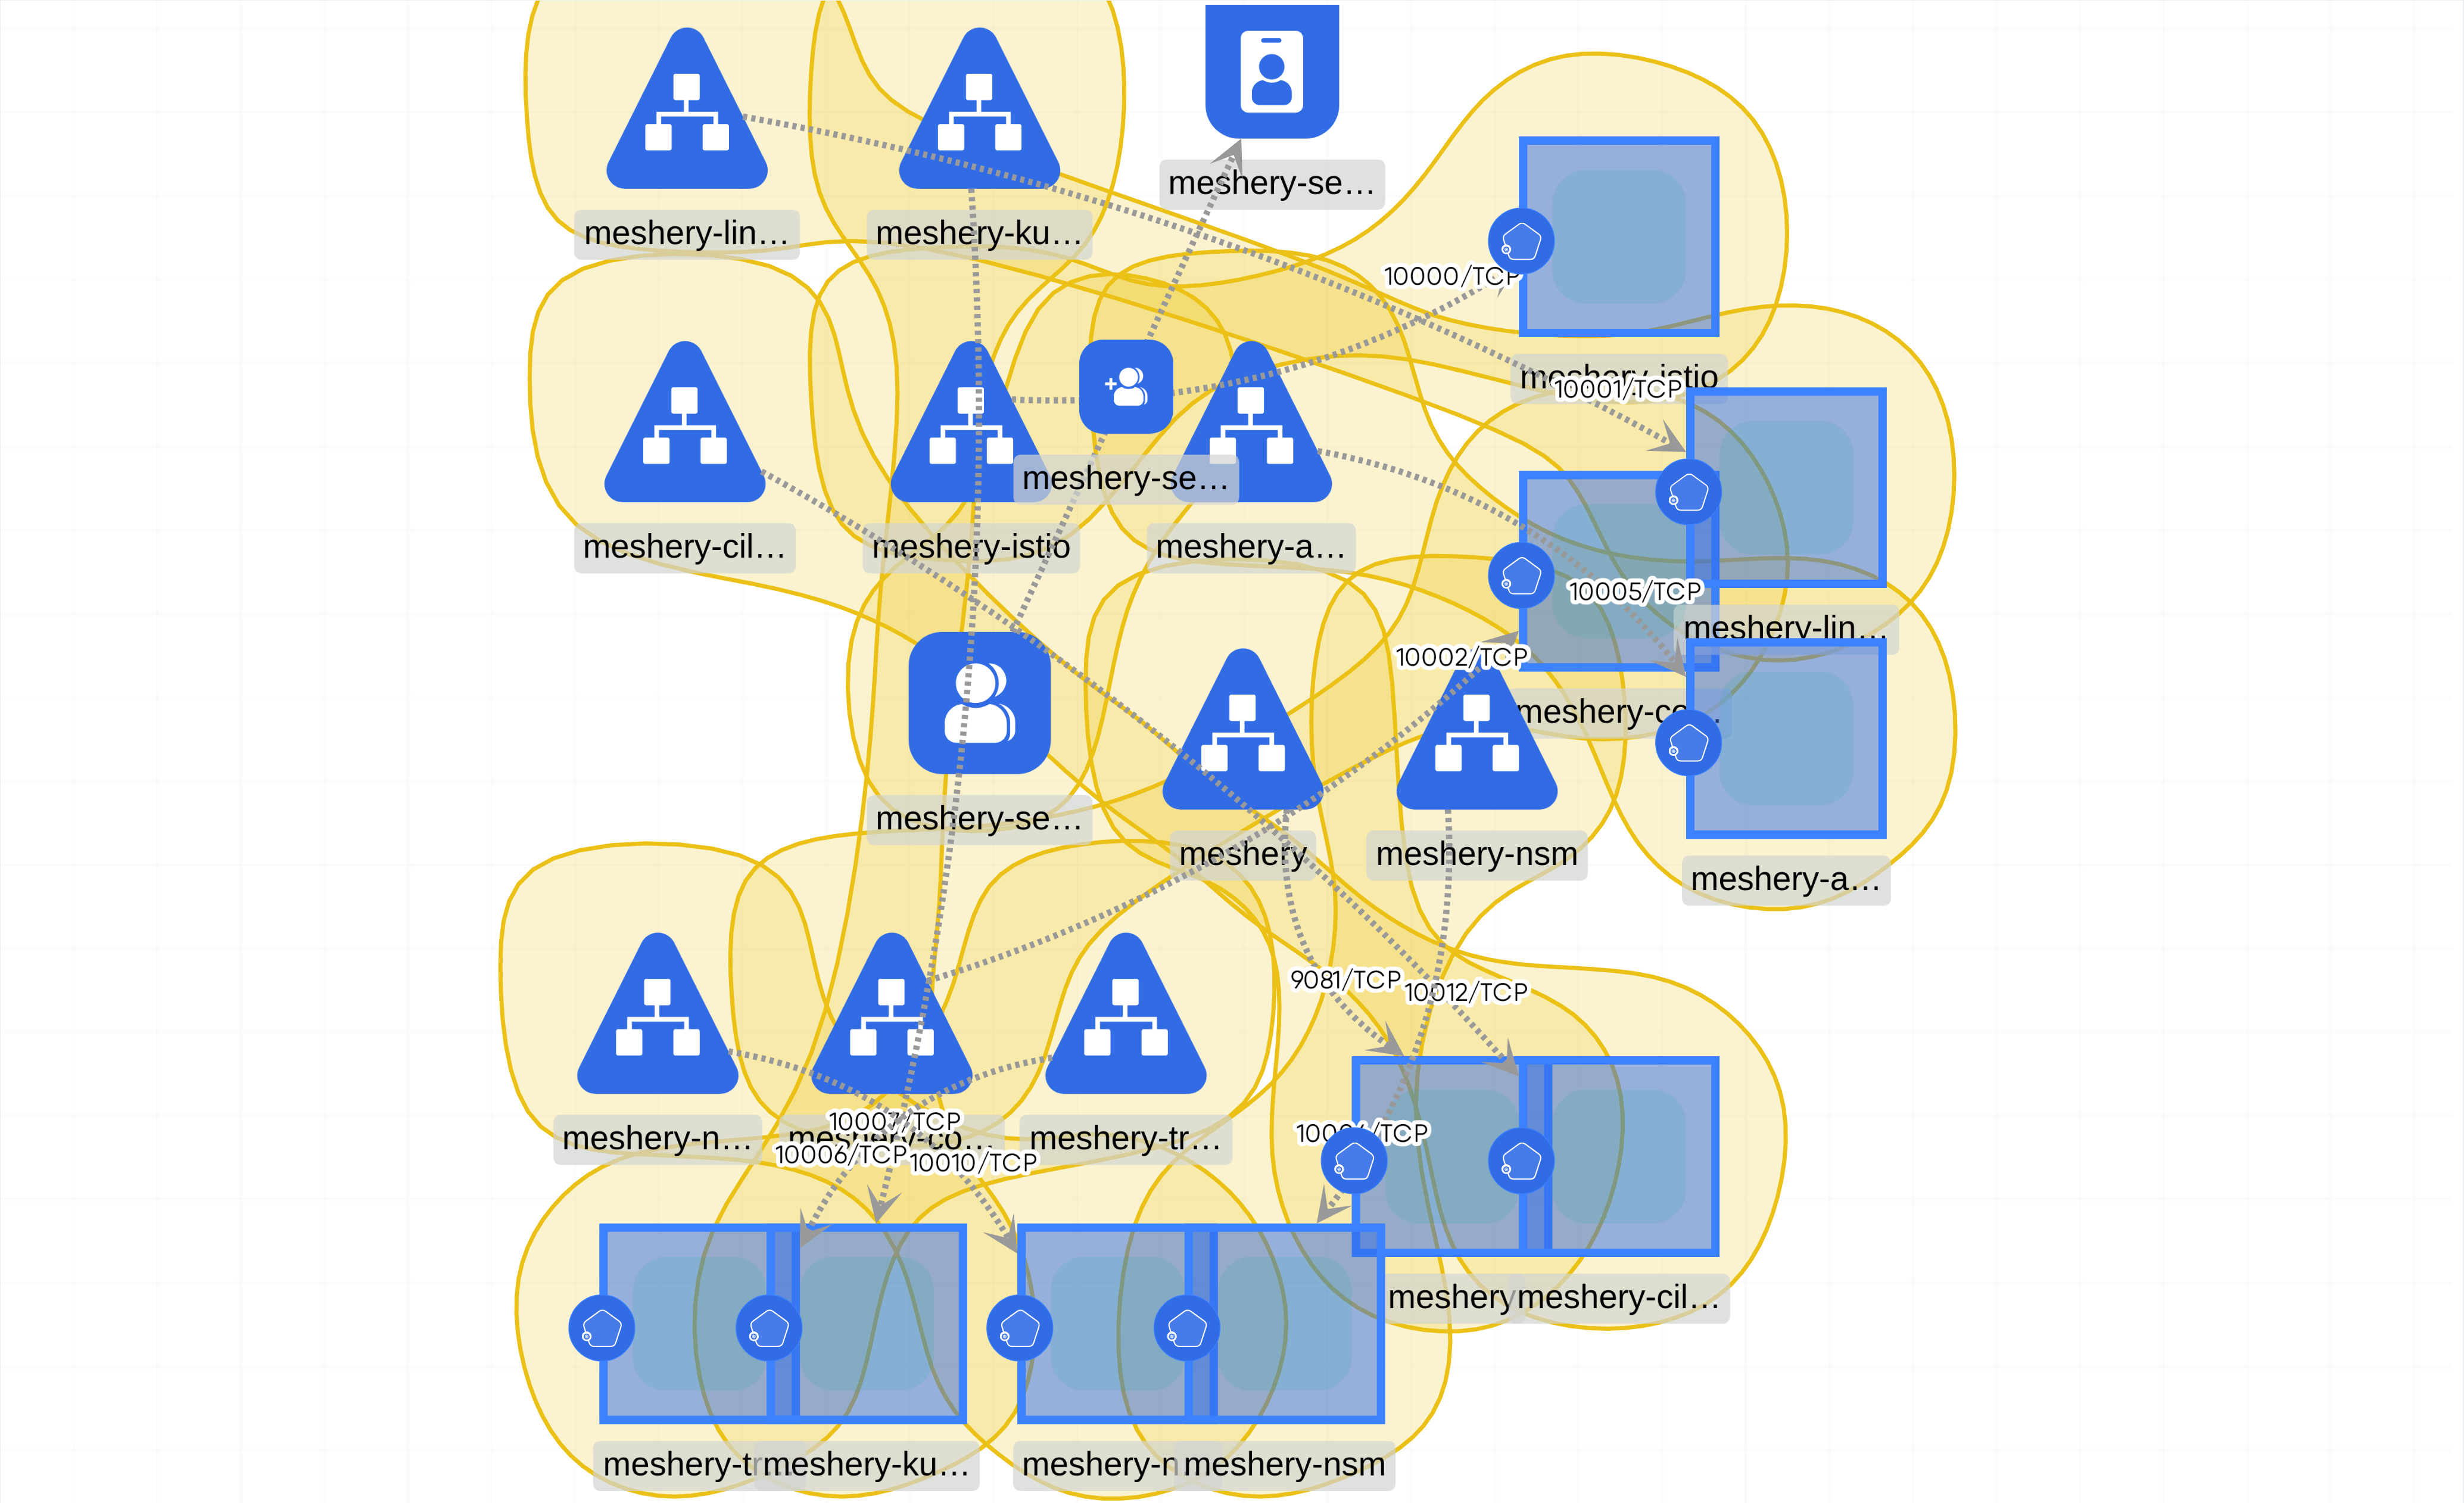 meshery-se…
meshery-lin…
meshery-ku…
10000/TCP
meshery-istio
10001/TCP
meshery-se…
meshery-cil…
meshery-istio
meshery-a…
10005/TCP
meshery-lin…
10002/TCP
meshery-co…
meshery-se…
meshery
meshery-nsm
meshery-a…
9081/TCP
10012/TCP
10007/TCP
meshery-n…
meshery-co…
meshery-tr…
/TCP
10006/TCP
10010/TCP
meshery
meshery-cil…
meshery-tr
meshery-ku…
meshery-n
meshery-nsm